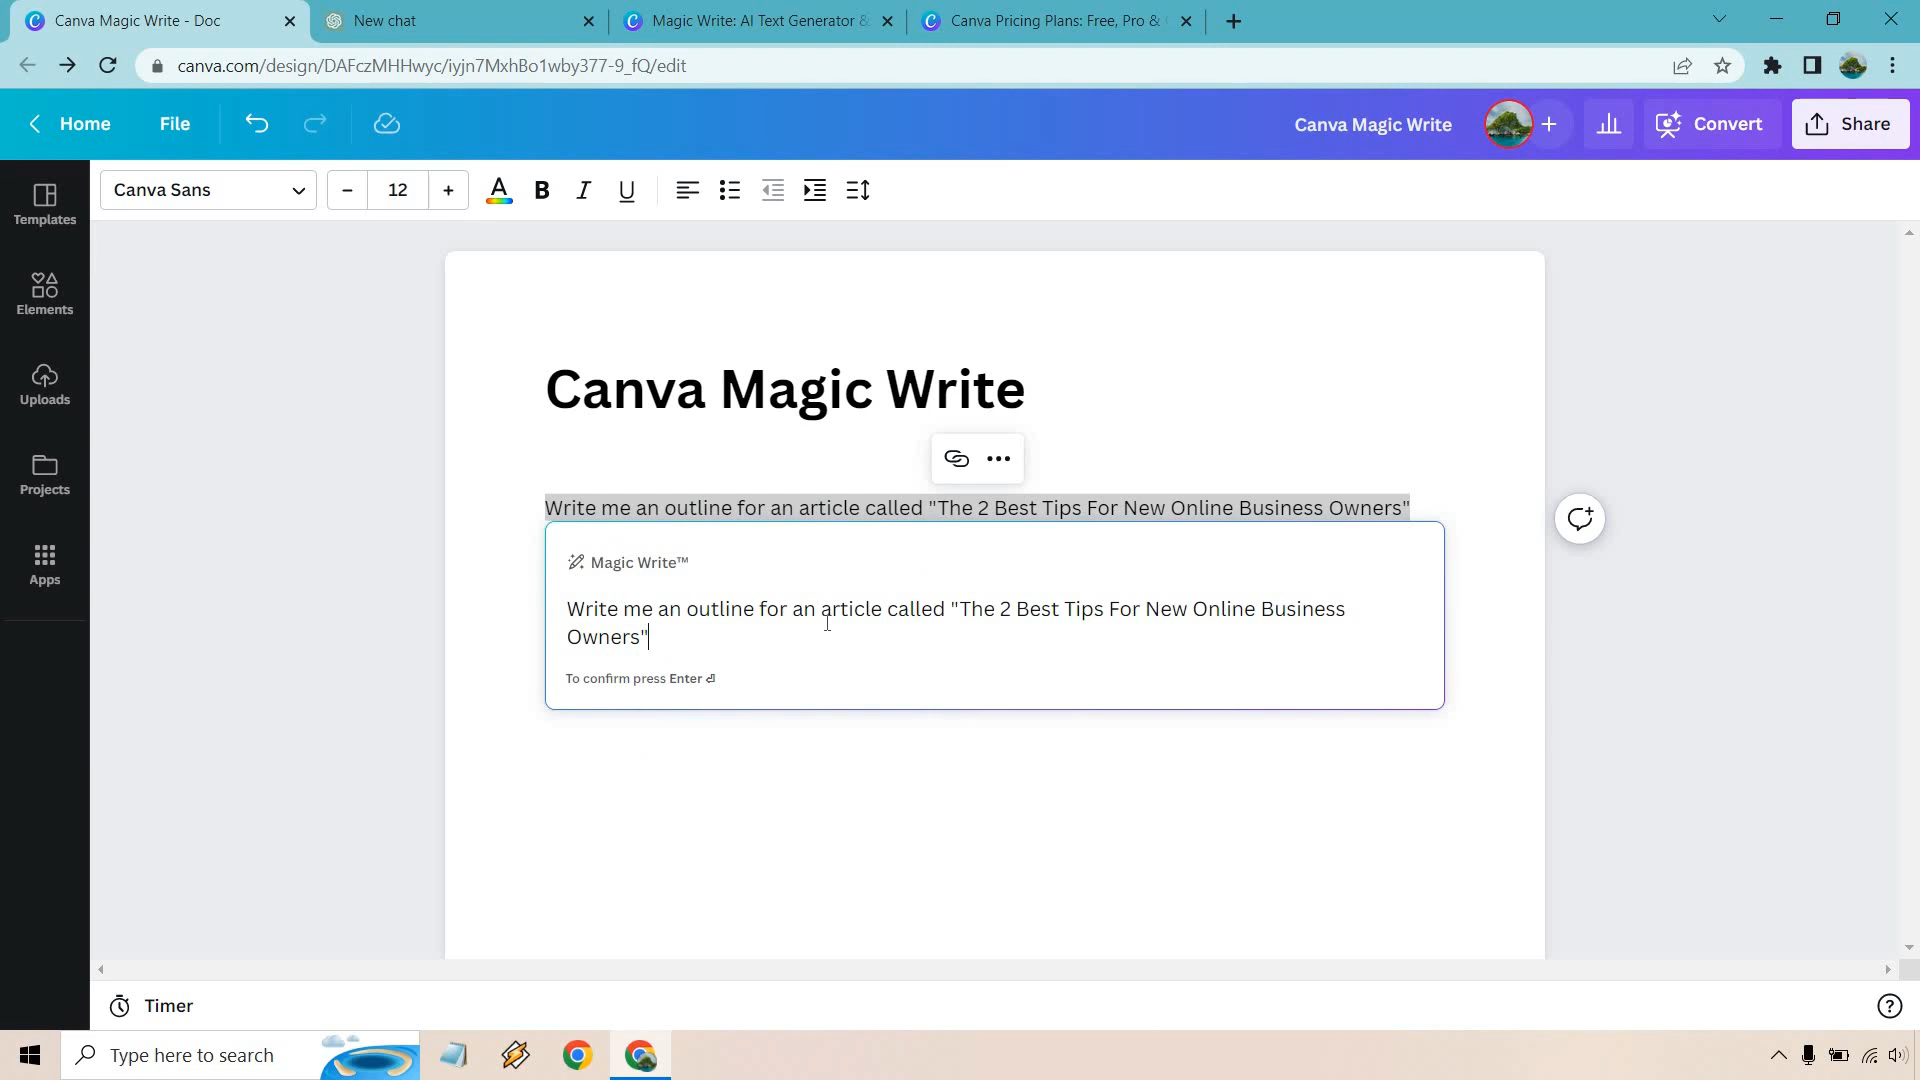 Canva Magic Write - Doc
New chat
Magic Write: AI Text Generator &
Canva Pricing Plans: Free, Pro &
canva.com/design/DAFczMHHwyc/iyjn7MxhBo1wby377-9_fQ/edit
Home
File
Canva Magic Write
Convert
Share
Canva Sans
12
Templates
Elements
Uploads
Projects
Apps
Canva Magic Write
Write me an outline for an article called "The 2 Best Tips For New Online Business Owners"
Magic Write™
Write me an outline for an article called "The 2 Best Tips For New Online Business
Owners"
To confirm press Enter ⏎
Timer
Type here to search